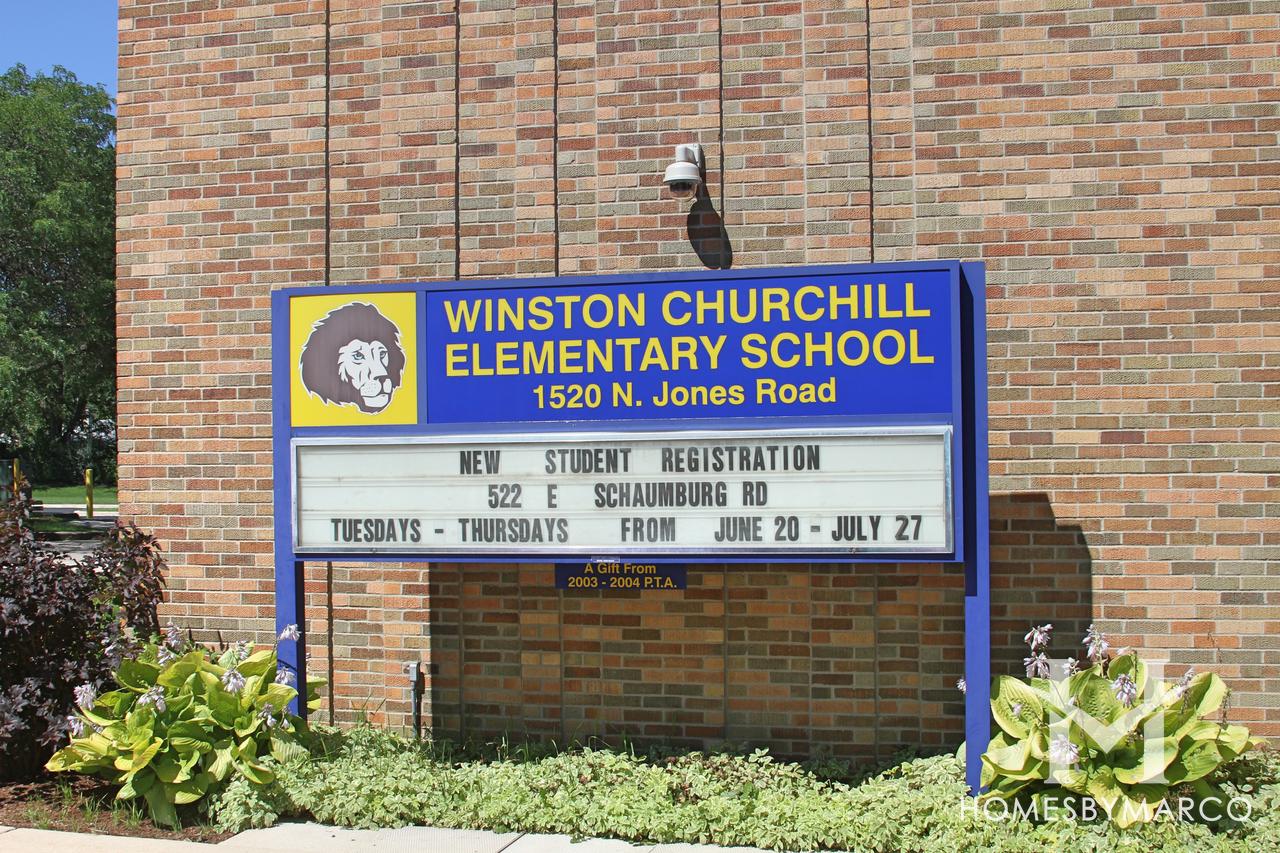 WINSTON CHURCHILL
ELEMENTARY SCHOOL
1520 N. Jones Road
NEW STUDENT REGISTRATION
522 E SCHAUMBURG RD
TUESDAYS - THURSDAYS FROM JUNE 20 - JULY 27
A Gift From
2003 - 2004 P.T.A.
M
HOMESBYMARCO